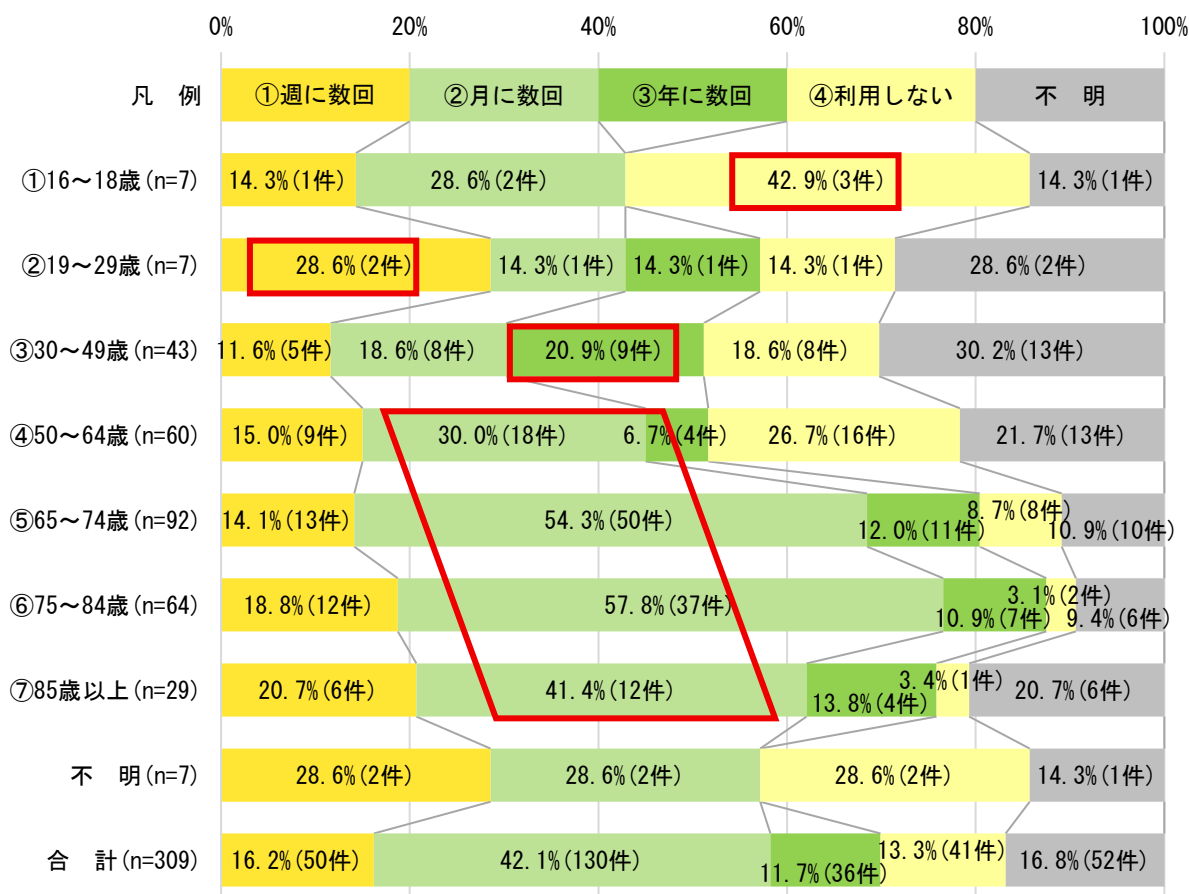 0% 20% 40% 60% 80% 100%
凡 例 ①週に数回 ②月に数回 ③年に数回 ④利用しない 不 明
①16～18歳(n=7) 14.3%(1件) 28.6%(2件) 42.9%(3件) 14.3%(1件)
②19～29歳(n=7) 28.6%(2件) 14.3%(1件) 14.3%(1件) 14.3%(1件) 28.6%(2件)
③30～49歳(n=43) 11.6%(5件) 18.6%(8件) 20.9%(9件) 18.6%(8件) 30.2%(13件)
④50～64歳(n=60) 15.0%(9件) 30.0%(18件) 6.7%(4件) 26.7%(16件) 21.7%(13件)
⑤65～74歳(n=92) 14.1%(13件) 54.3%(50件) 12.0%(11件) 8.7%(8件) 10.9%(10件)
⑥75～84歳(n=64) 18.8%(12件) 57.8%(37件) 10.9%(7件) 3.1%(2件) 9.4%(6件)
⑦85歳以上(n=29) 20.7%(6件) 41.4%(12件) 13.8%(4件) 3.4%(1件) 20.7%(6件)
不 明(n=7) 28.6%(2件) 28.6%(2件) 28.6%(2件) 14.3%(1件)
合 計(n=309) 16.2%(50件) 42.1%(130件) 11.7%(36件) 13.3%(41件) 16.8%(52件)